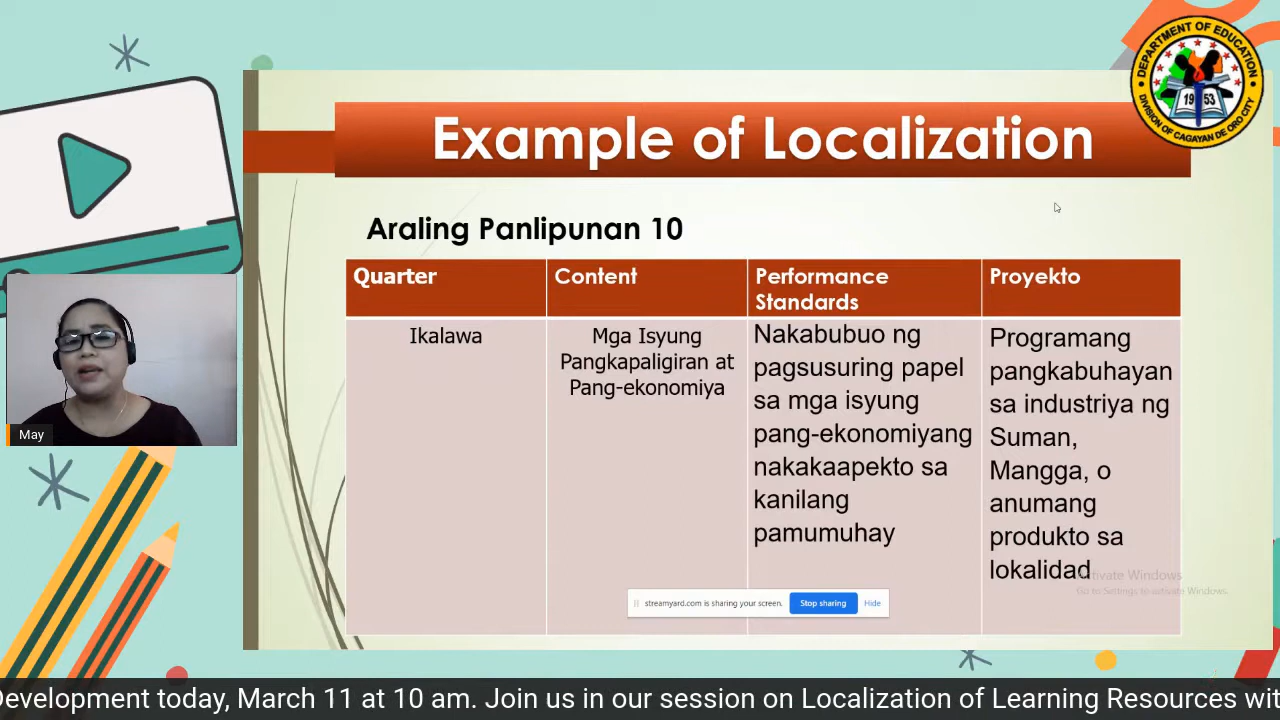 DEPARTMENT OF EDUCATION
19 53
DIVISION OF CAGAYAN DE ORO CITY
Example of Localization
Araling Panlipunan 10
Quarter
Content
Performance
Standards
Proyekto
Ikalawa
Mga Isyung
Pangkapaligiran at
Pang-ekonomiya
Nakabubuo ng
pagsusuring papel
sa mga isyung
pang-ekonomiyang
nakakaapekto sa
kanilang
pamumuhay
Programang
pangkabuhayan
sa industriya ng
Suman,
Mangga, o
anumang
produkto sa
lokalidad
May
Activate Windows
Go to Settings to activate Windows.
streamyard.com is sharing your screen.
Stop sharing
Hide
Development today, March 11 at 10 am. Join us in our session on Localization of Learning Resources wit